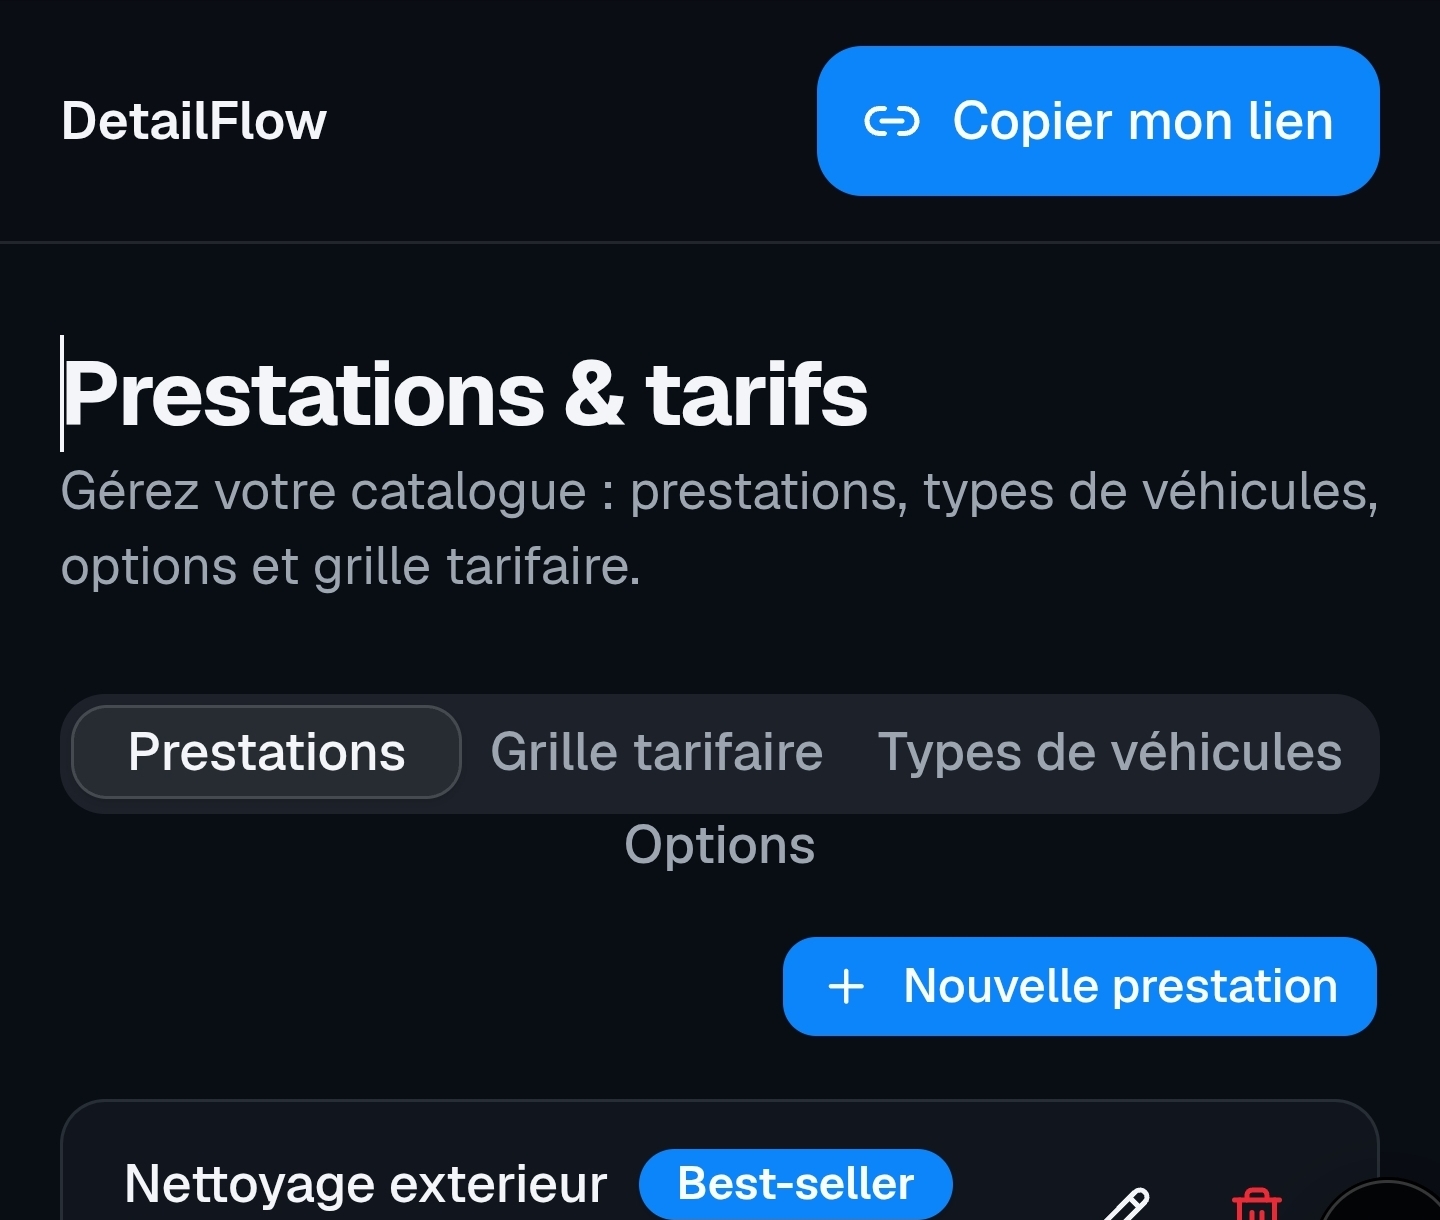 DetailFlow
Copier mon lien
Prestations & tarifs
Gérez votre catalogue : prestations, types de véhicules,
options et grille tarifaire.
Prestations Grille tarifaire Types de véhicules
Options
+ Nouvelle prestation
Nettoyage exterieur Best-seller